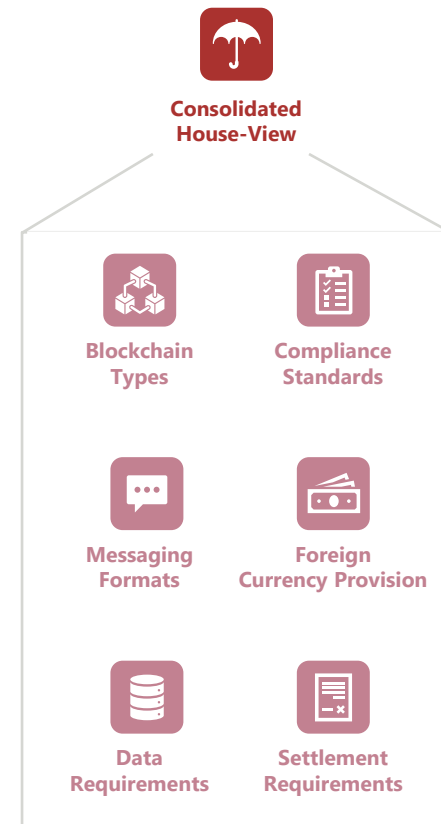 Consolidated
House-View
Blockchain
Types
Compliance
Standards
Messaging
Formats
Foreign
Currency Provision
Data
Requirements
Settlement
Requirements